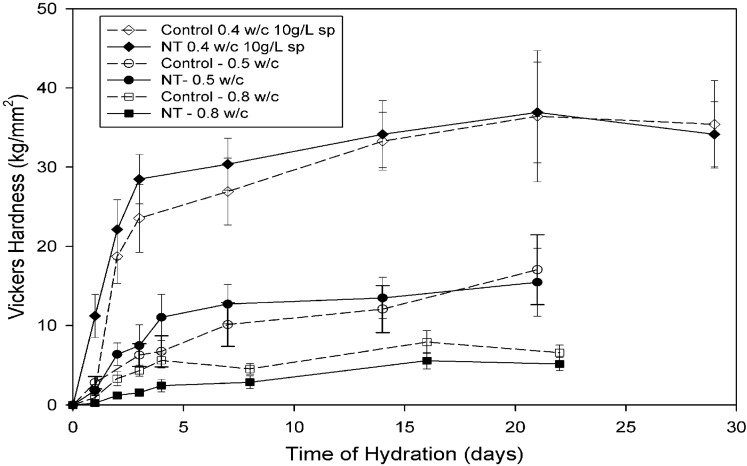 50
40
30
20
10
0
Vickers Hardness (kg/mm²)
Control 0.4 w/c 10g/L sp
NT 0.4 w/c 10g/L sp
Control - 0.5 w/c
NT- 0.5 w/c
Control - 0.8 w/c
NT - 0.8 w/c
0 5 10 15 20 25 30
Time of Hydration (days)